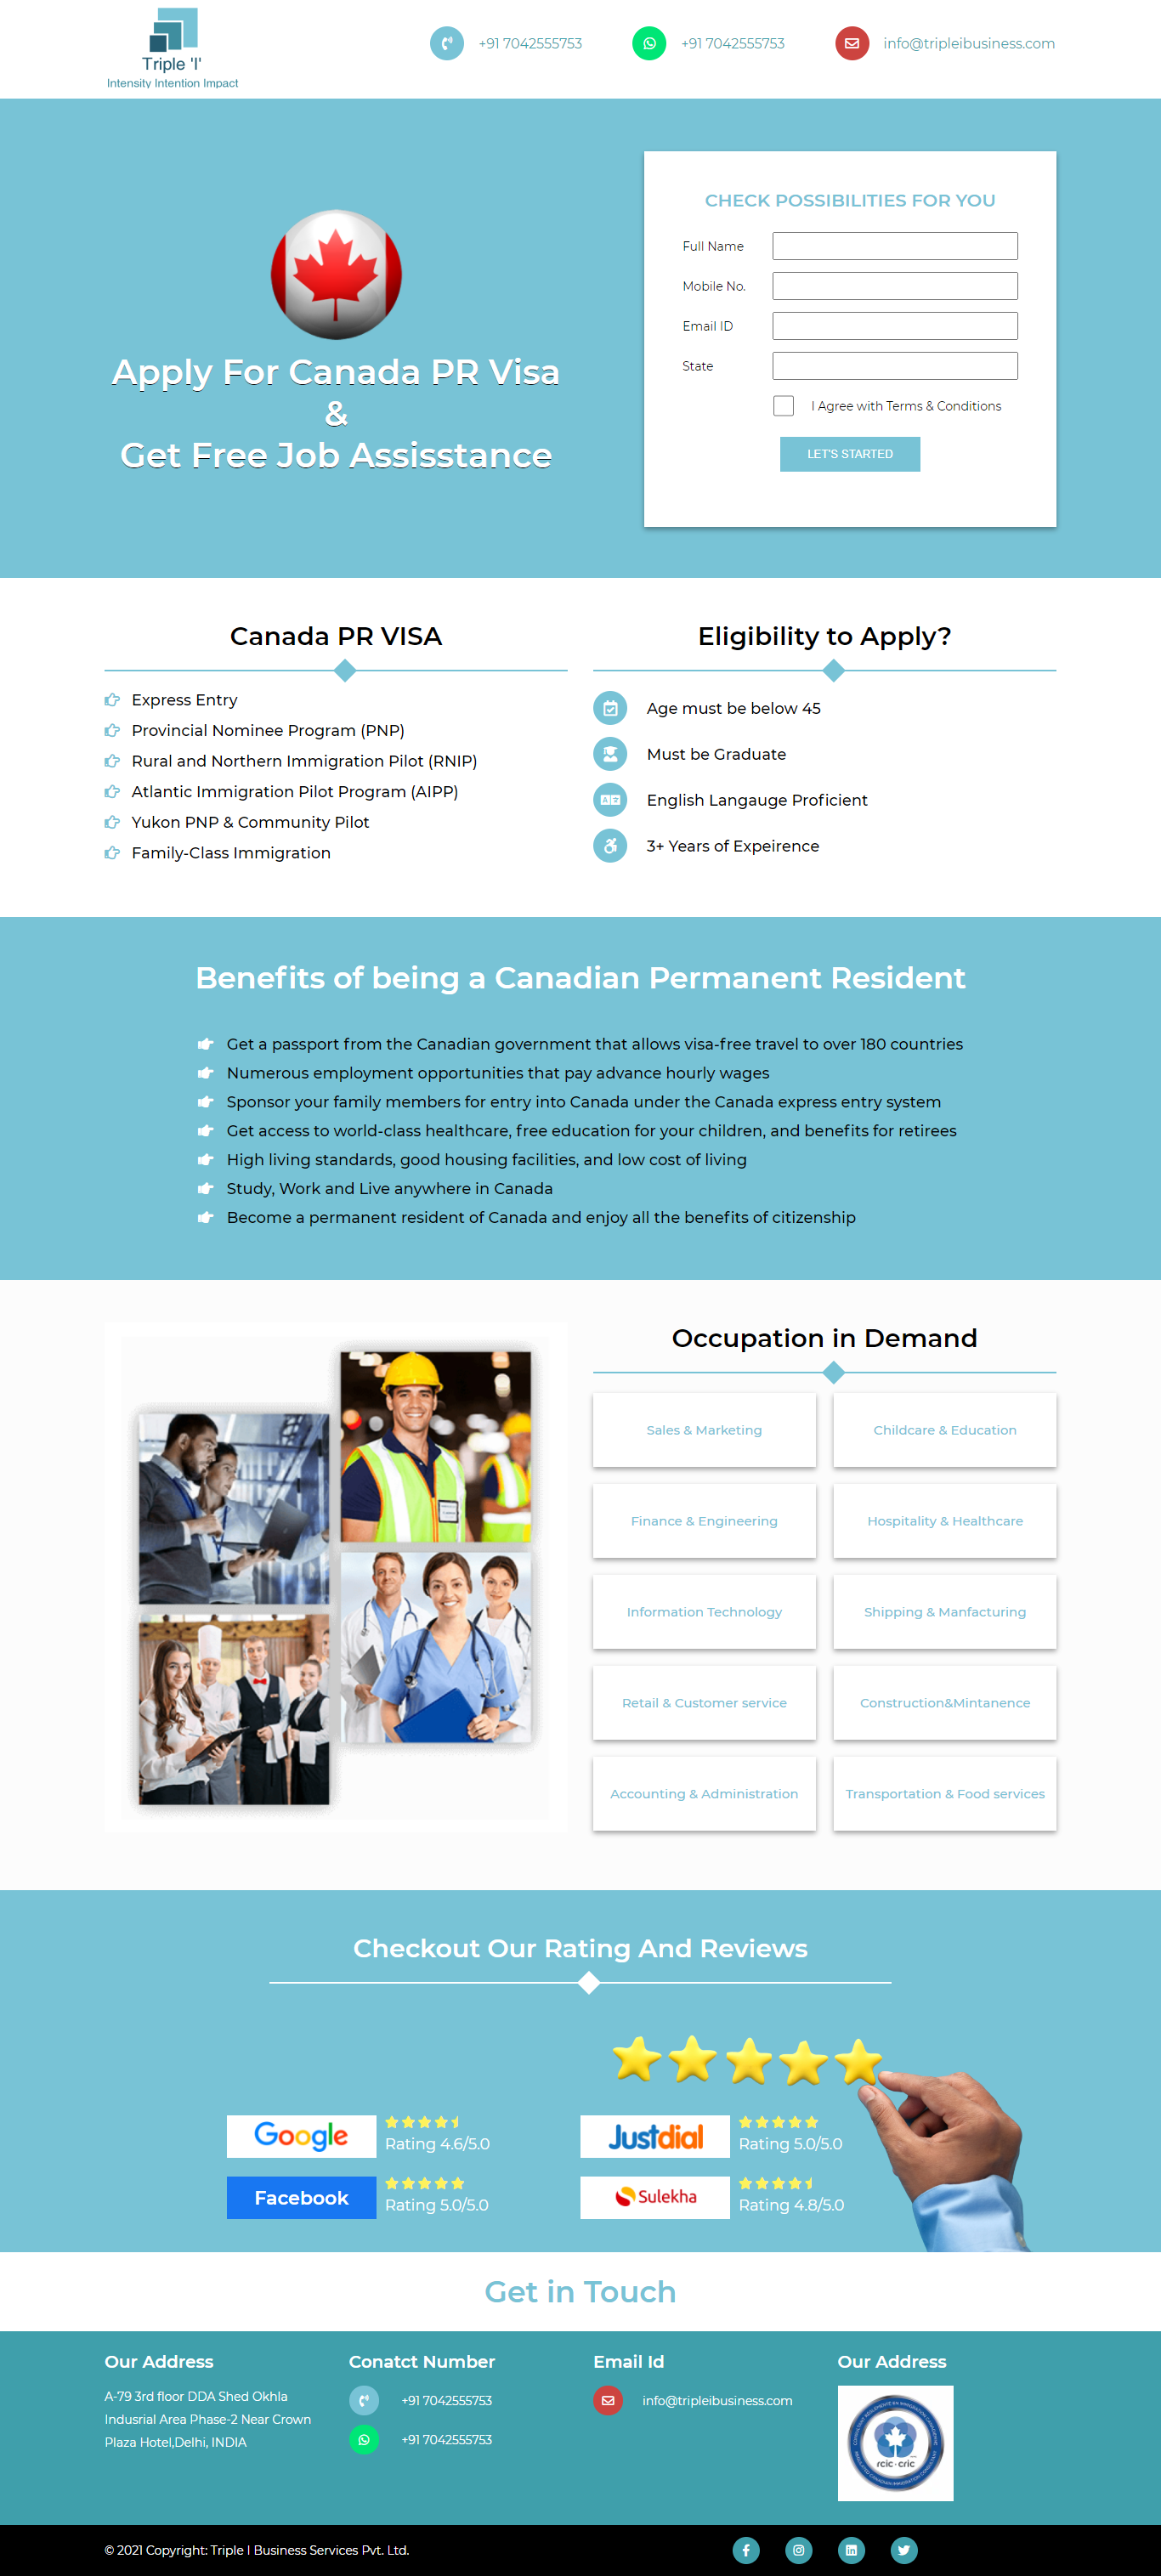 Triple 'I'
Intensity Intention Impact
+91 7042555753
+91 7042555753
info@tripleibusiness.com
Apply For Canada PR Visa
&
Get Free Job Assisstance
CHECK POSSIBILITIES FOR YOU
Full Name
Mobile No.
Email ID
State
I Agree with Terms & Conditions
LET'S STARTED
Canada PR VISA
Express Entry
Provincial Nominee Program (PNP)
Rural and Northern Immigration Pilot (RNIP)
Atlantic Immigration Pilot Program (AIPP)
Yukon PNP & Community Pilot
Family-Class Immigration
Eligibility to Apply?
Age must be below 45
Must be Graduate
English Langauge Proficient
3+ Years of Expeirence
Benefits of being a Canadian Permanent Resident
Get a passport from the Canadian government that allows visa-free travel to over 180 countries
Numerous employment opportunities that pay advance hourly wages
Sponsor your family members for entry into Canada under the Canada express entry system
Get access to world-class healthcare, free education for your children, and benefits for retirees
High living standards, good housing facilities, and low cost of living
Study, Work and Live anywhere in Canada
Become a permanent resident of Canada and enjoy all the benefits of citizenship
Occupation in Demand
Sales & Marketing
Childcare & Education
Finance & Engineering
Hospitality & Healthcare
Information Technology
Shipping & Manfacturing
Retail & Customer service
Construction&Mintanence
Accounting & Administration
Transportation & Food services
Checkout Our Rating And Reviews
Google
Rating 4.6/5.0
Justdial
Rating 5.0/5.0
Facebook
Rating 5.0/5.0
Sulekha
Rating 4.8/5.0
Get in Touch
Our Address
A-79 3rd floor DDA Shed Okhla
Indusrial Area Phase-2 Near Crown
Plaza Hotel,Delhi, INDIA
Conatct Number
+91 7042555753
+91 7042555753
Email Id
info@tripleibusiness.com
Our Address
rcic·cric
© 2021 Copyright: Triple I Business Services Pvt. Ltd.